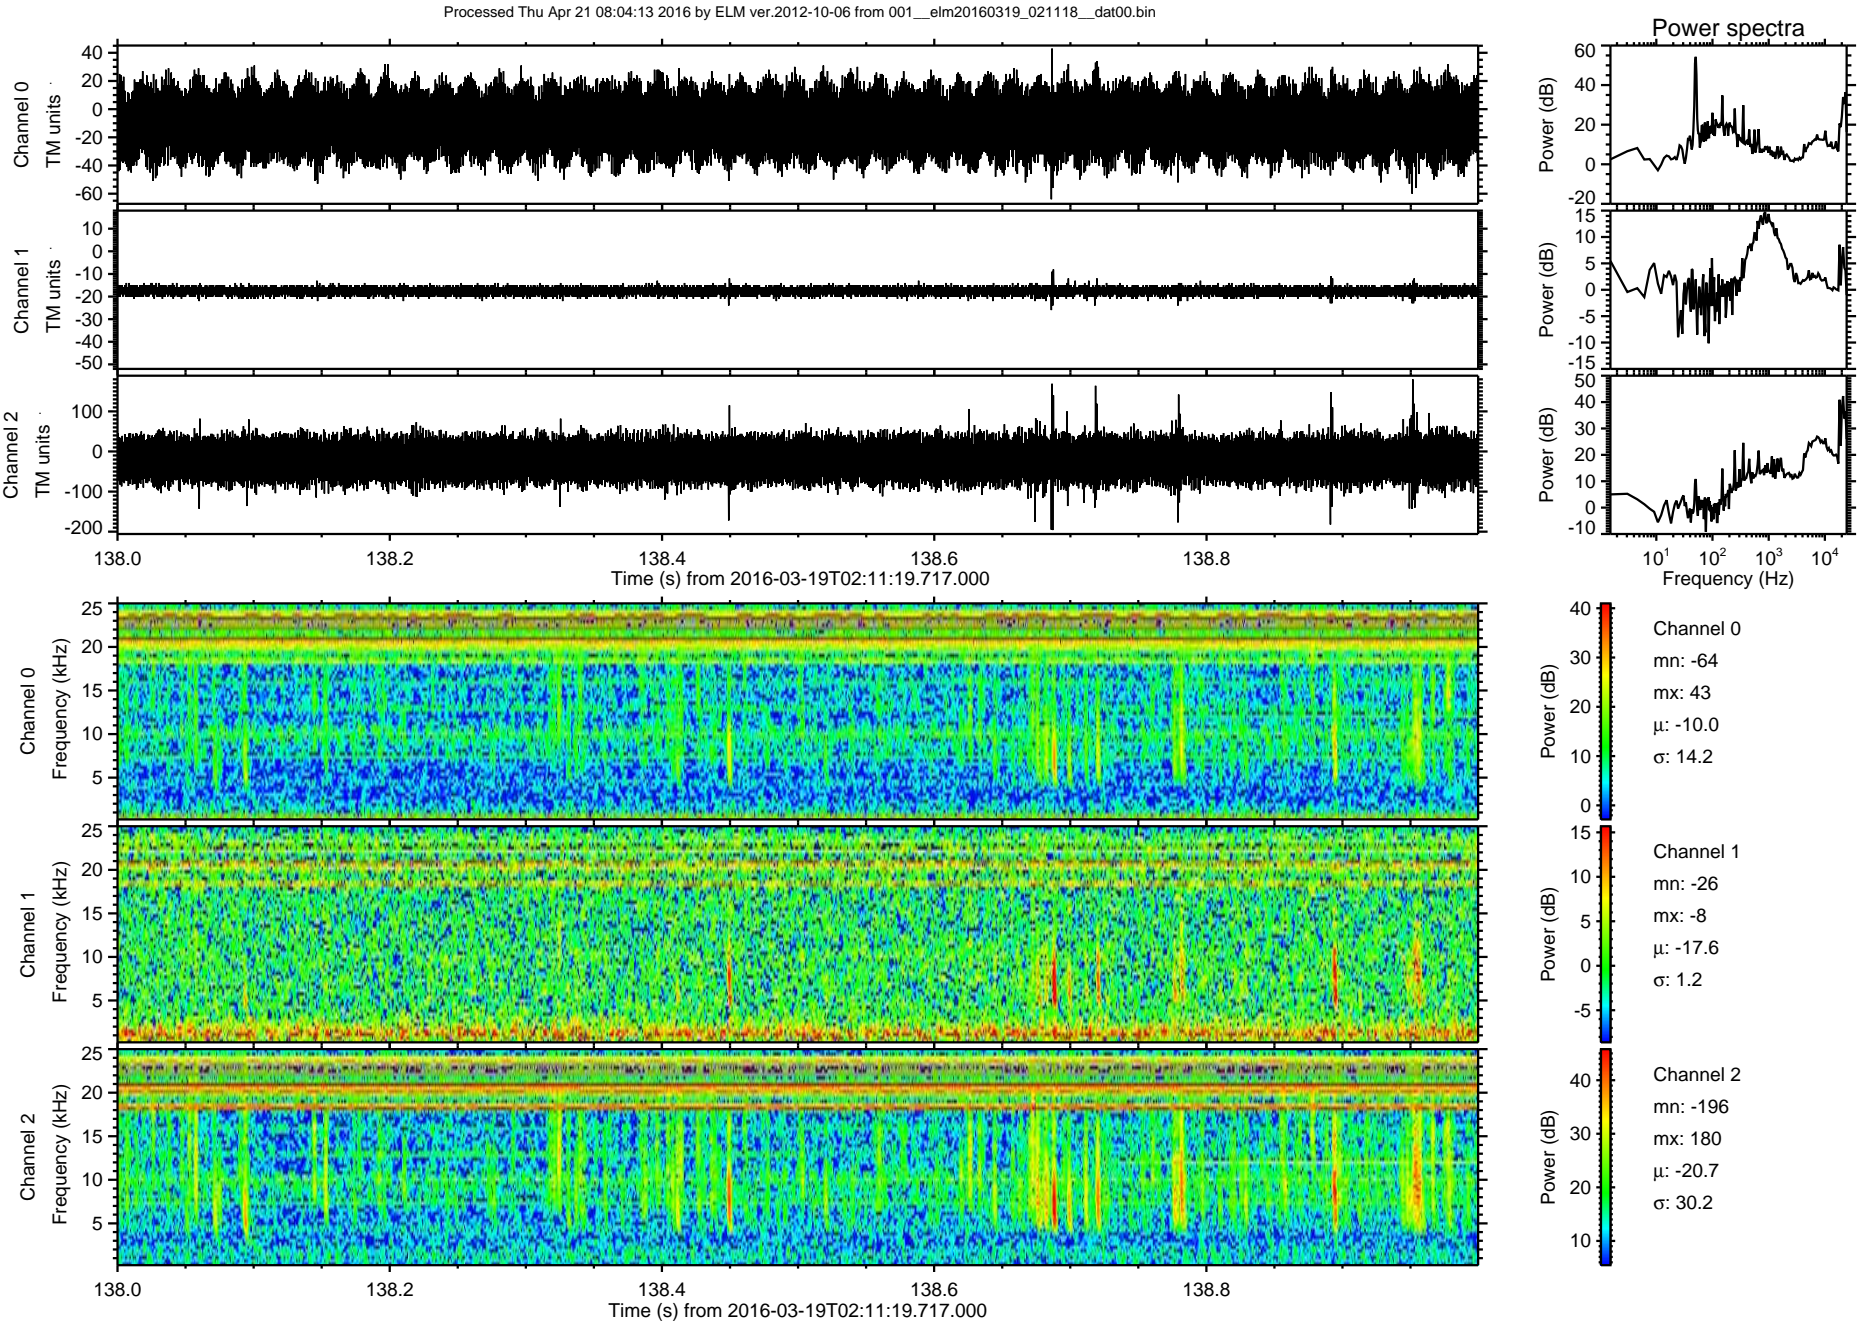 Processed Thu Apr 21 08:04:13 2016 by ELM ver.2012-10-06 from 001__elm20160319_021118__dat00.bin
Power spectra
Channel 0
TM units
40
20
0
-20
-40
-60
Power (dB)
60
40
20
0
-20
Channel 1
TM units
10
0
-10
-20
-30
-40
-50
Power (dB)
15
10
5
0
-5
-10
-15
Channel 2
TM units
100
0
-100
-200
Power (dB)
50
40
30
20
10
0
-10
138.0 138.2 138.4 138.6 138.8
Time (s) from 2016-03-19T02:11:19.717.000
10^1 10^2 10^3 10^4
Frequency (Hz)
Channel 0
Frequency (kHz)
25
20
15
10
5
Power (dB)
40
30
20
10
0
Channel 0
mn: -64
mx: 43
μ: -10.0
σ: 14.2
Channel 1
Frequency (kHz)
25
20
15
10
5
Power (dB)
15
10
5
0
-5
Channel 1
mn: -26
mx: -8
μ: -17.6
σ: 1.2
Channel 2
Frequency (kHz)
25
20
15
10
5
Power (dB)
40
30
20
10
Channel 2
mn: -196
mx: 180
μ: -20.7
σ: 30.2
138.0 138.2 138.4 138.6 138.8
Time (s) from 2016-03-19T02:11:19.717.000